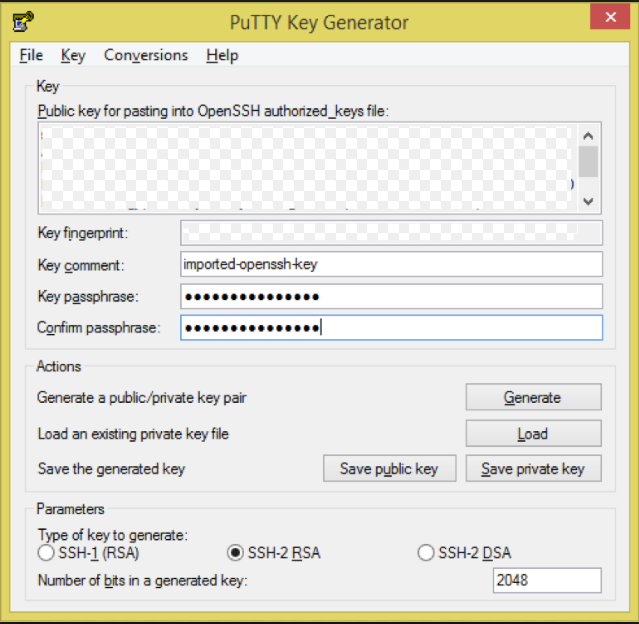 PuTTY Key Generator
File Key Conversions Help
Key
Public key for pasting into OpenSSH authorized_keys file:
Key fingerprint:
Key comment: imported-openssh-key
Key passphrase: ●●●●●●●●●●●●●●●
Confirm passphrase: ●●●●●●●●●●●●●●●
Actions
Generate a public/private key pair Generate
Load an existing private key file Load
Save the generated key Save public key Save private key
Parameters
Type of key to generate:
SSH-1 (RSA) SSH-2 RSA SSH-2 DSA
Number of bits in a generated key: 2048